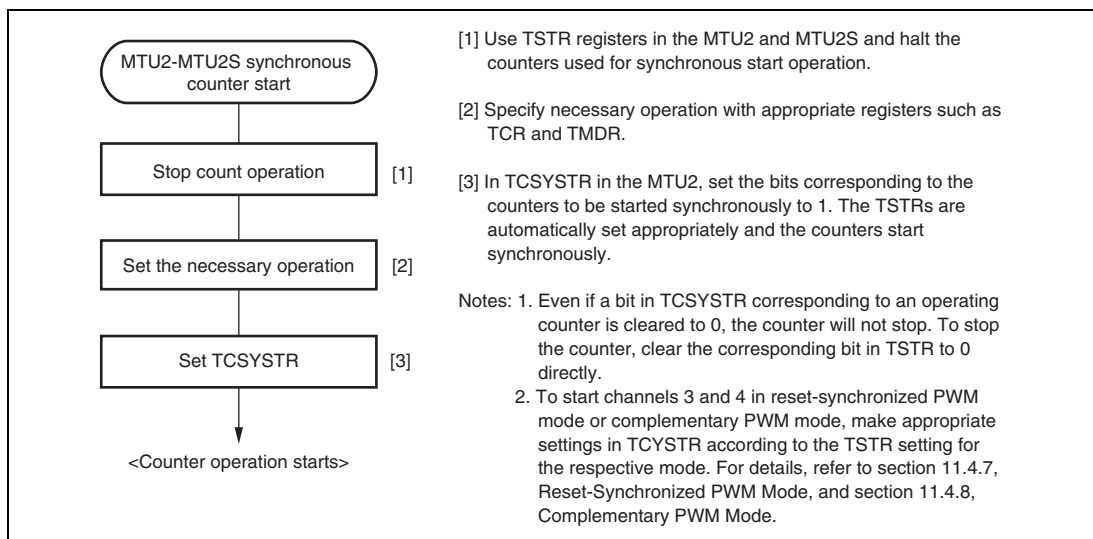 MTU2-MTU2S synchronous
counter start
Stop count operation
[1]
Set the necessary operation
[2]
Set TCSYSTR
[3]
<Counter operation starts>
[1] Use TSTR registers in the MTU2 and MTU2S and halt the
counters used for synchronous start operation.
[2] Specify necessary operation with appropriate registers such as
TCR and TMDR.
[3] In TCSYSTR in the MTU2, set the bits corresponding to the
counters to be started synchronously to 1. The TSTRs are
automatically set appropriately and the counters start
synchronously.
Notes: 1. Even if a bit in TCSYSTR corresponding to an operating
counter is cleared to 0, the counter will not stop. To stop
the counter, clear the corresponding bit in TSTR to 0
directly.
2. To start channels 3 and 4 in reset-synchronized PWM
mode or complementary PWM mode, make appropriate
settings in TCYSTR according to the TSTR setting for
the respective mode. For details, refer to section 11.4.7,
Reset-Synchronized PWM Mode, and section 11.4.8,
Complementary PWM Mode.